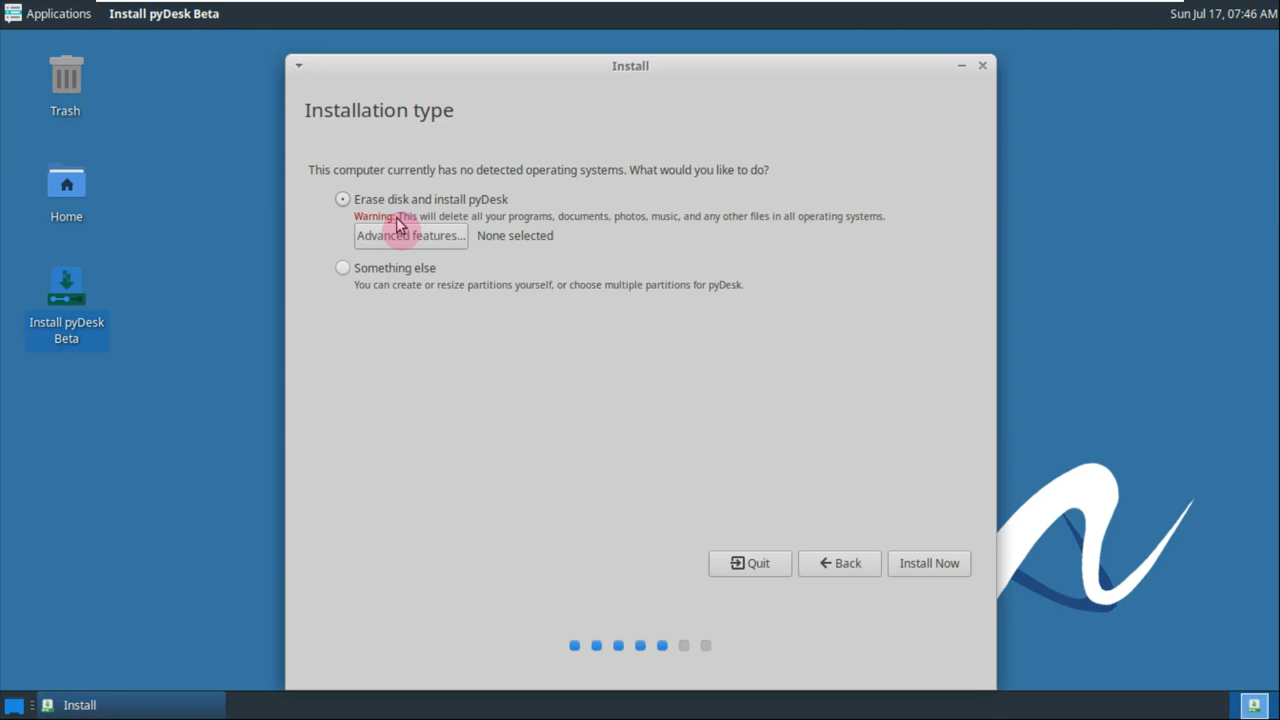 Applications
Install pyDesk Beta
Sun Jul 17, 07:46 AM
Trash
Home
Install pyDesk
Beta
Install
Installation type
This computer currently has no detected operating systems. What would you like to do?
Erase disk and install pyDesk
Warning: This will delete all your programs, documents, photos, music, and any other files in all operating systems.
Advanced features... None selected
Something else
You can create or resize partitions yourself, or choose multiple partitions for pyDesk.
Quit
Back
Install Now
Install